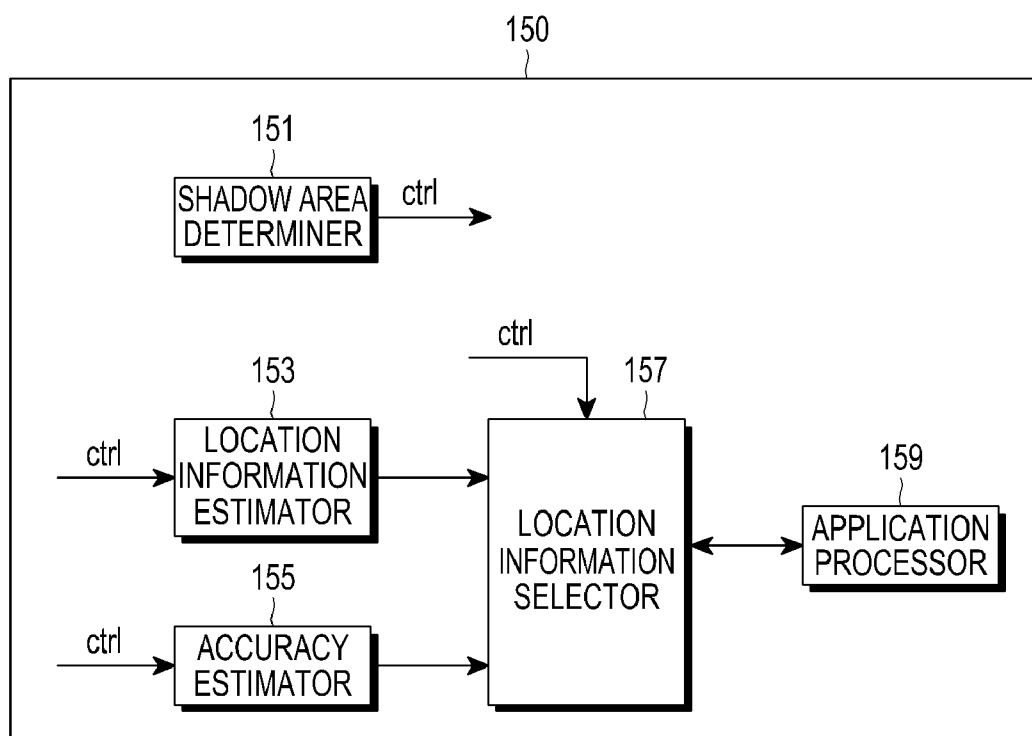 150
151
SHADOW AREA
DETERMINER
ctrl
ctrl
153
157
ctrl
LOCATION
INFORMATION
ESTIMATOR
159
LOCATION
INFORMATION
SELECTOR
APPLICATION
PROCESSOR
155
ctrl
ACCURACY
ESTIMATOR